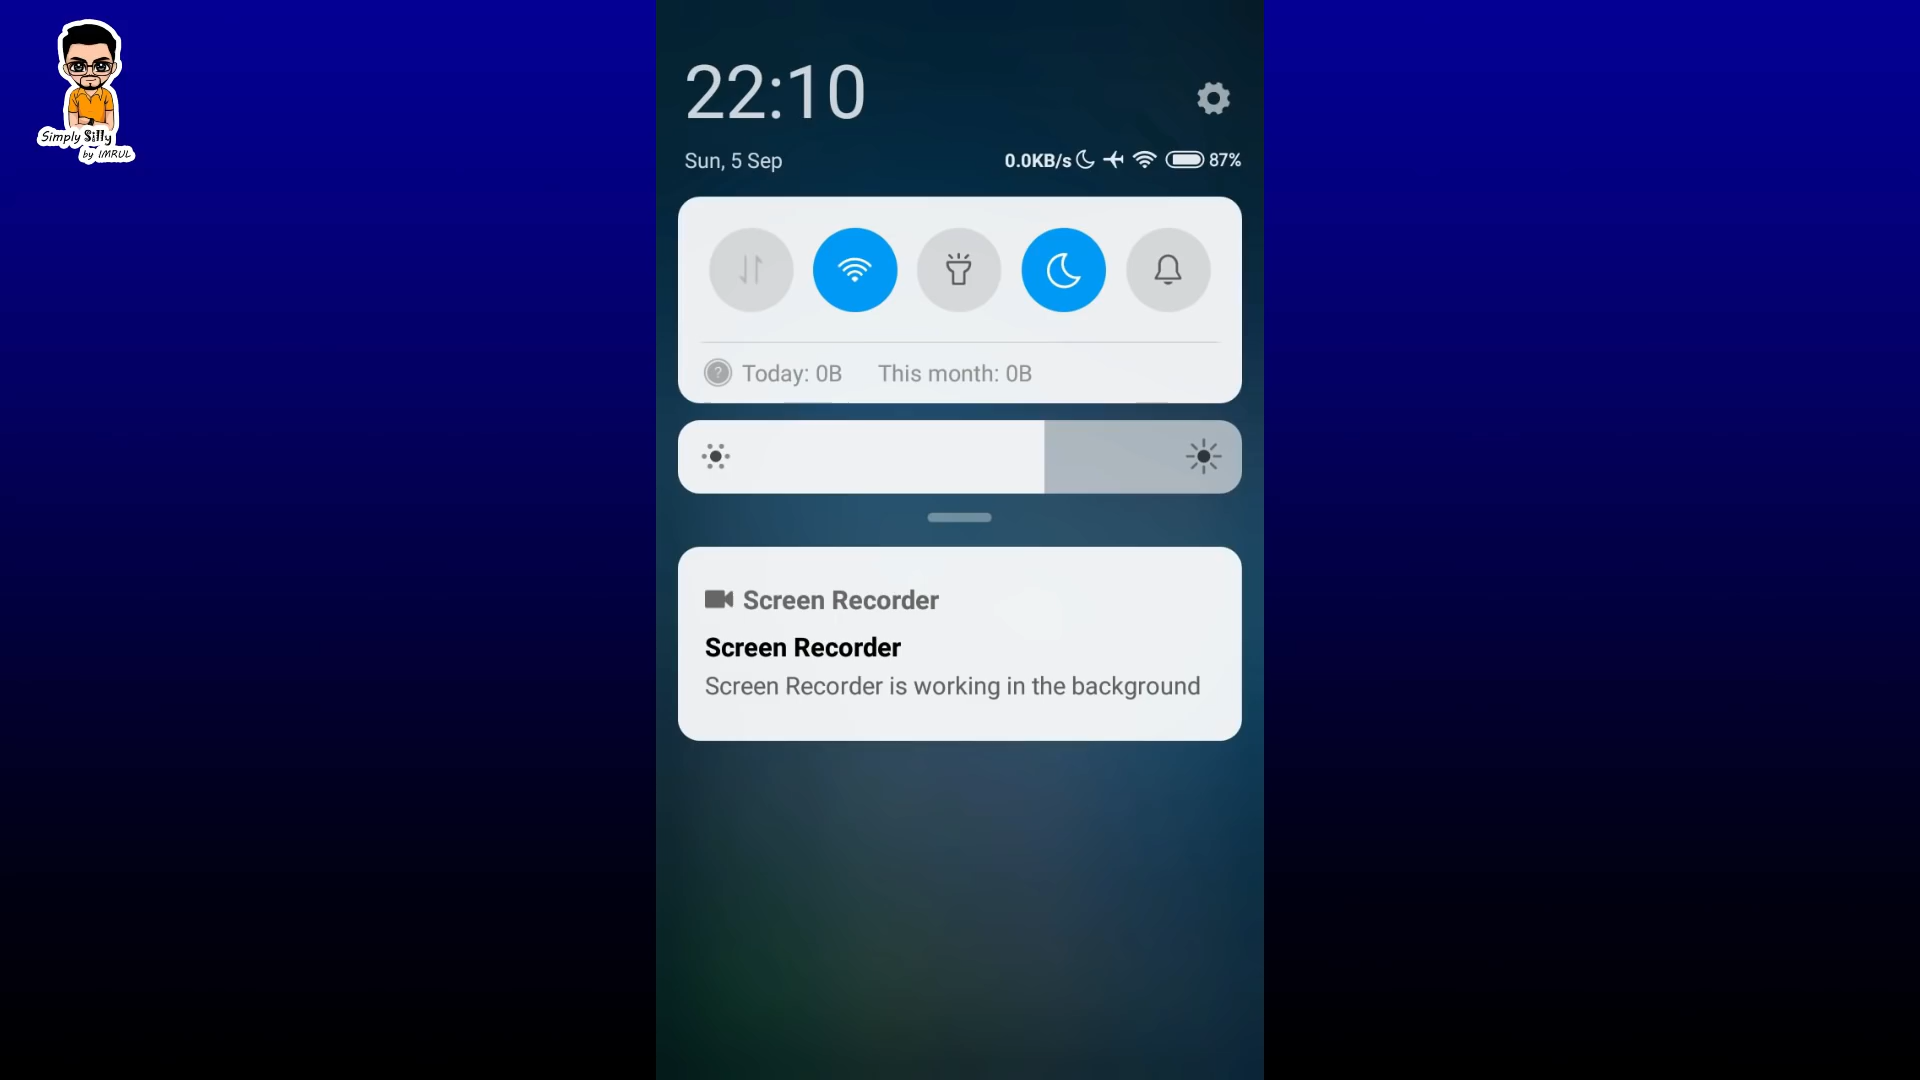 Simply Silly
by IMRUL
22:10
Sun, 5 Sep
0.0KB/s 87%
? Today: 0B This month: 0B
Screen Recorder
Screen Recorder
Screen Recorder is working in the background